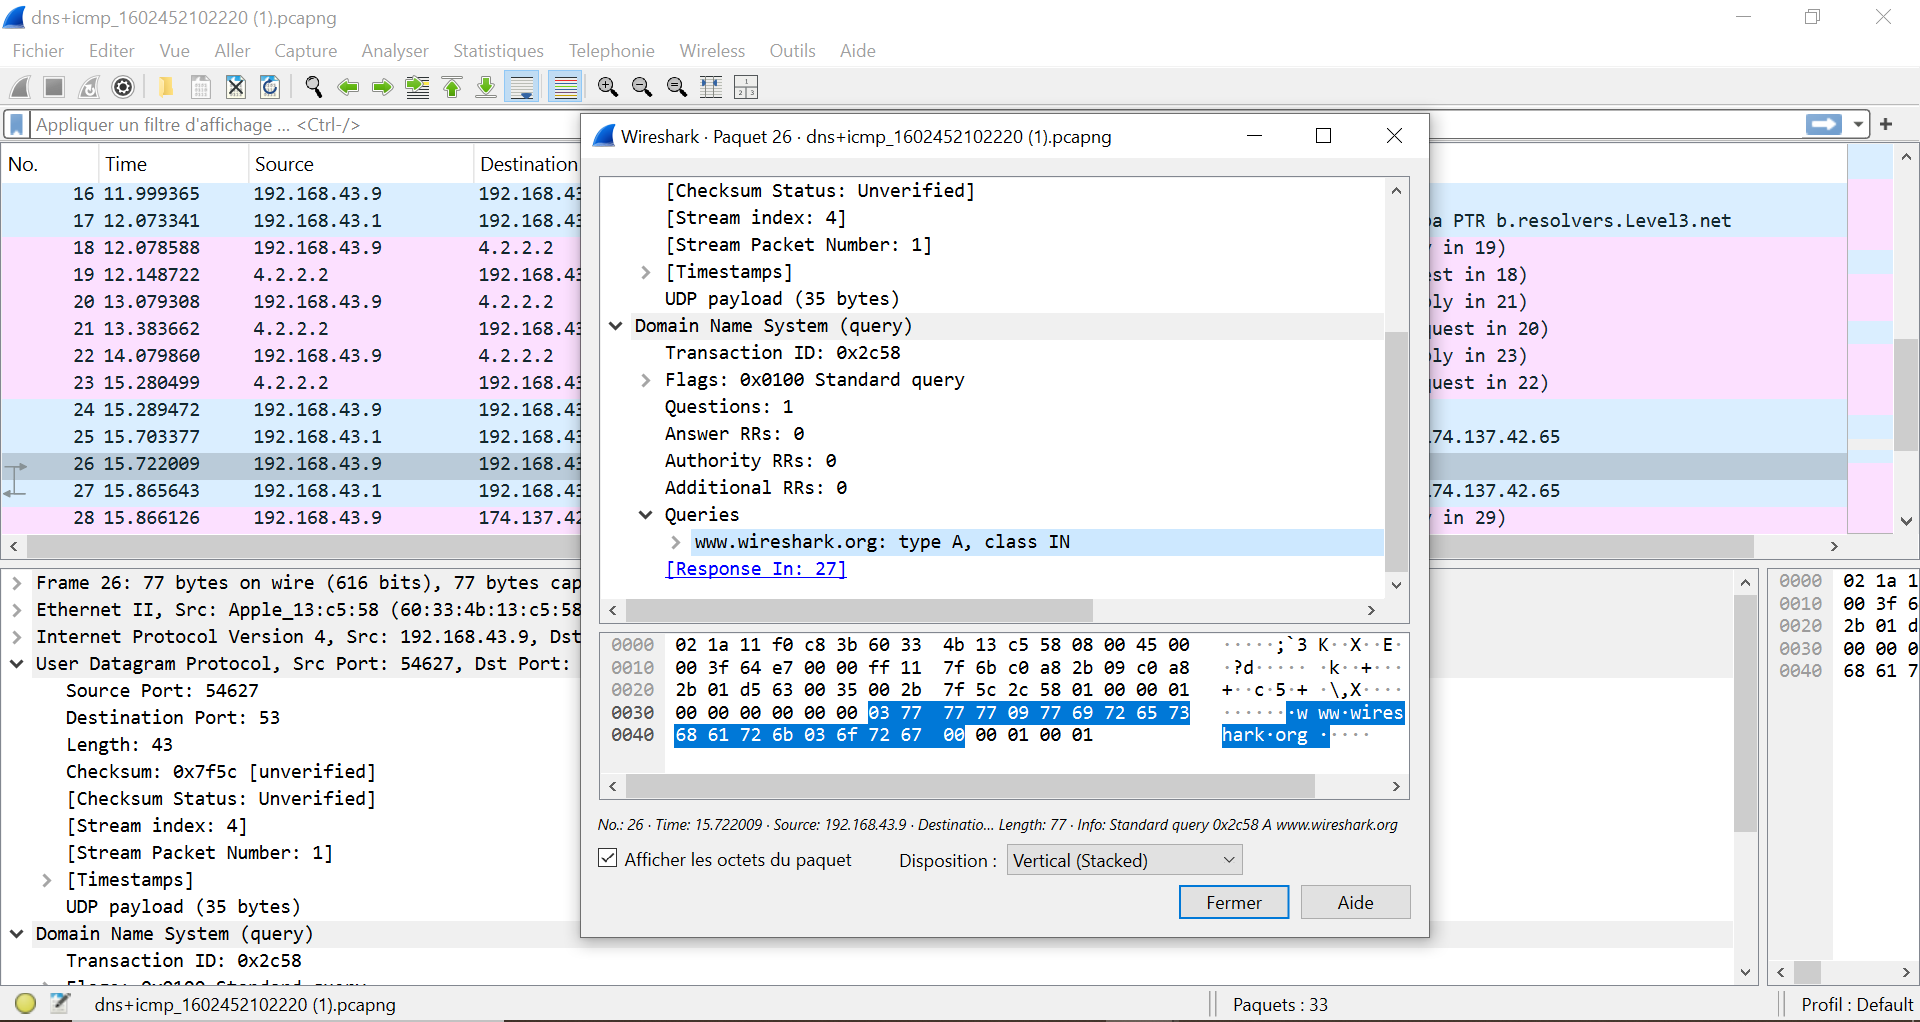 dns+icmp_1602452102220 (1).pcapng
Fichier Editer Vue Aller Capture Analyser Statistiques Telephonie Wireless Outils Aide
Appliquer un filtre d'affichage ... <Ctrl-/>
No. Time Source Destination
16 11.999365 192.168.43.9 192.168.43
17 12.073341 192.168.43.1 192.168.43 pa PTR b.resolvers.Level3.net
18 12.078588 192.168.43.9 4.2.2.2 in 19)
19 12.148722 4.2.2.2 192.168.43 est in 18)
20 13.079308 192.168.43.9 4.2.2.2 ly in 21)
21 13.383662 4.2.2.2 192.168.43 uest in 20)
22 14.079860 192.168.43.9 4.2.2.2 ly in 23)
23 15.280499 4.2.2.2 192.168.43 uest in 22)
24 15.289472 192.168.43.9 192.168.43
25 15.703377 192.168.43.1 192.168.43 74.137.42.65
26 15.722009 192.168.43.9 192.168.43
27 15.865643 192.168.43.1 192.168.43 74.137.42.65
28 15.866126 192.168.43.9 174.137.42 in 29)
Frame 26: 77 bytes on wire (616 bits), 77 bytes cap
Ethernet II, Src: Apple_13:c5:58 (60:33:4b:13:c5:58
Internet Protocol Version 4, Src: 192.168.43.9, Dst
User Datagram Protocol, Src Port: 54627, Dst Port:
Source Port: 54627
Destination Port: 53
Length: 43
Checksum: 0x7f5c [unverified]
[Checksum Status: Unverified]
[Stream index: 4]
[Stream Packet Number: 1]
[Timestamps]
UDP payload (35 bytes)
Domain Name System (query)
Transaction ID: 0x2c58
Flags: 0x0100 Standard query
0000 02 1a 1
0010 00 3f 6
0020 2b 01 d
0030 00 00 0
0040 68 61 7
Wireshark · Paquet 26 · dns+icmp_1602452102220 (1).pcapng
[Checksum Status: Unverified]
[Stream index: 4]
[Stream Packet Number: 1]
[Timestamps]
UDP payload (35 bytes)
Domain Name System (query)
Transaction ID: 0x2c58
Flags: 0x0100 Standard query
Questions: 1
Answer RRs: 0
Authority RRs: 0
Additional RRs: 0
Queries
www.wireshark.org: type A, class IN
[Response In: 27]
0000 02 1a 11 f0 c8 3b 60 33 4b 13 c5 58 08 00 45 00 ·····;`3 K··X··E·
0010 00 3f 64 e7 00 00 ff 11 7f 6b c0 a8 2b 09 c0 a8 ·?d····· ·k··+···
0020 2b 01 d5 63 00 35 00 2b 7f 5c 2c 58 01 00 00 01 +··c·5·+ ·\,X····
0030 00 00 00 00 00 00 03 77 77 77 09 77 69 72 65 73 ·······w ww·wires
0040 68 61 72 6b 03 6f 72 67 00 00 01 00 01 hark·org ·····
No.: 26 · Time: 15.722009 · Source: 192.168.43.9 · Destinatio... Length: 77 · Info: Standard query 0x2c58 A www.wireshark.org
Afficher les octets du paquet Disposition : Vertical (Stacked)
Fermer Aide
dns+icmp_1602452102220 (1).pcapng Paquets : 33 Profil : Default